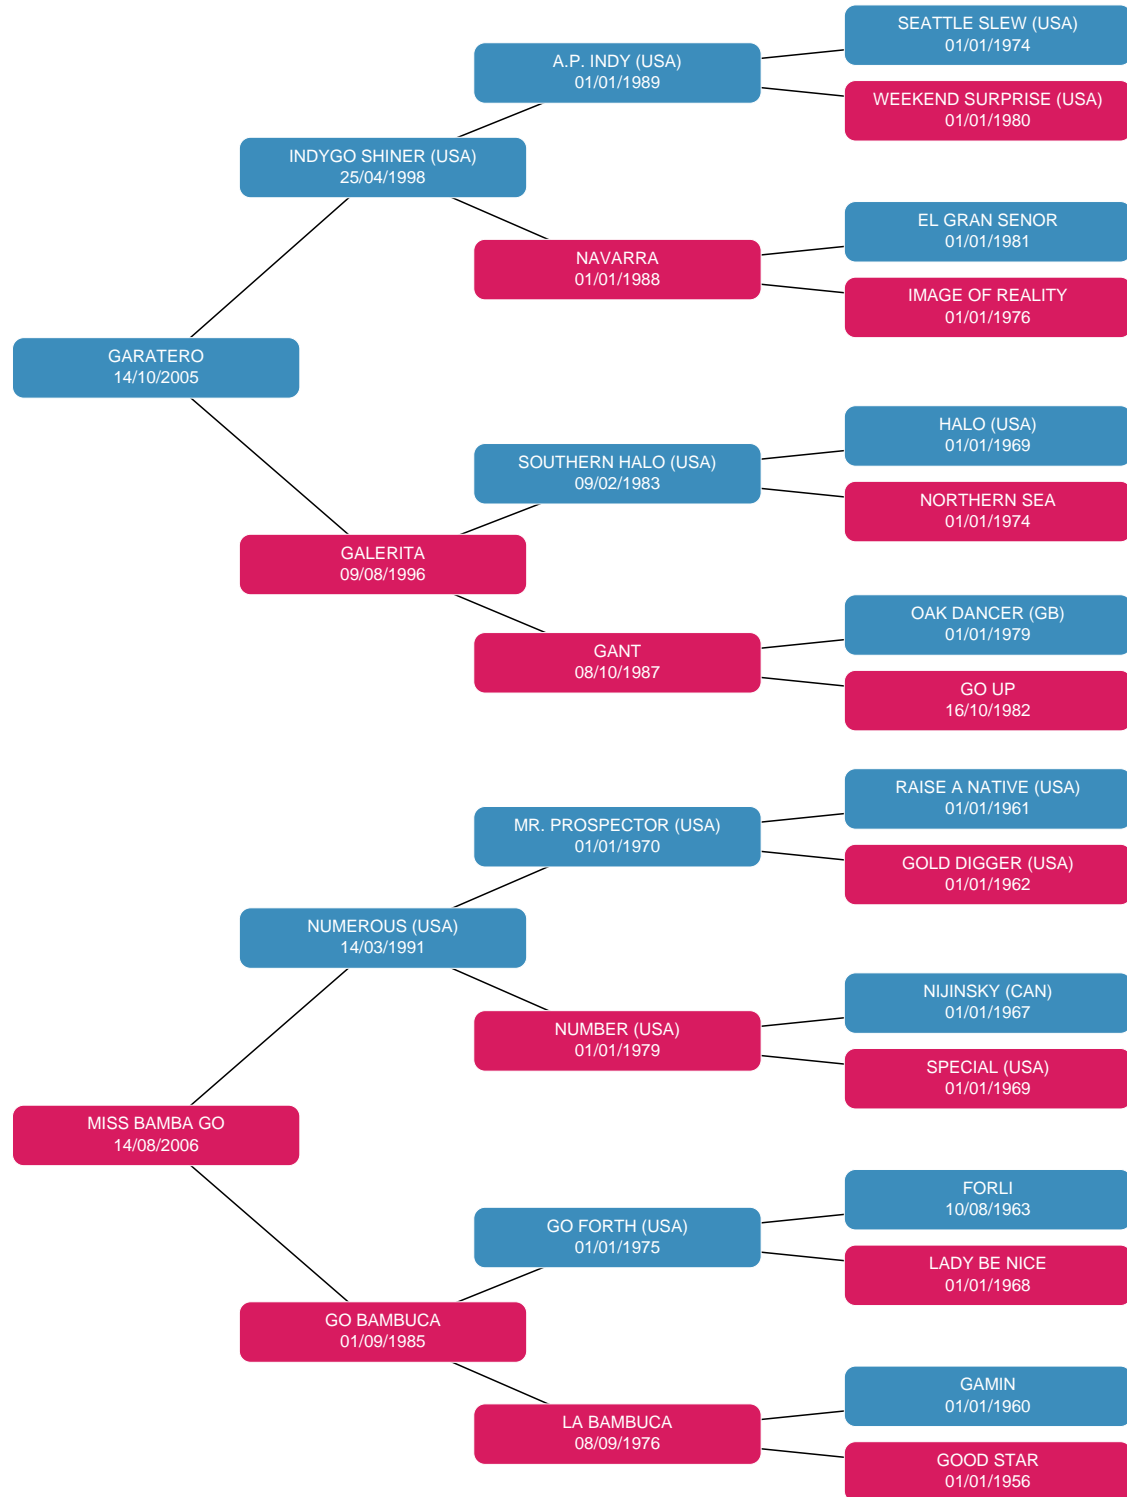 SEATTLE SLEW (USA)
01/01/1974
A.P. INDY (USA)
01/01/1989
WEEKEND SURPRISE (USA)
01/01/1980
INDYGO SHINER (USA)
25/04/1998
EL GRAN SENOR
01/01/1981
NAVARRA
01/01/1988
IMAGE OF REALITY
01/01/1976
GARATERO
14/10/2005
HALO (USA)
01/01/1969
SOUTHERN HALO (USA)
09/02/1983
NORTHERN SEA
01/01/1974
GALERITA
09/08/1996
OAK DANCER (GB)
01/01/1979
GANT
08/10/1987
GO UP
16/10/1982
RAISE A NATIVE (USA)
01/01/1961
MR. PROSPECTOR (USA)
01/01/1970
GOLD DIGGER (USA)
01/01/1962
NUMEROUS (USA)
14/03/1991
NIJINSKY (CAN)
01/01/1967
NUMBER (USA)
01/01/1979
SPECIAL (USA)
01/01/1969
MISS BAMBA GO
14/08/2006
FORLI
10/08/1963
GO FORTH (USA)
01/01/1975
LADY BE NICE
01/01/1968
GO BAMBUCA
01/09/1985
GAMIN
01/01/1960
LA BAMBUCA
08/09/1976
GOOD STAR
01/01/1956